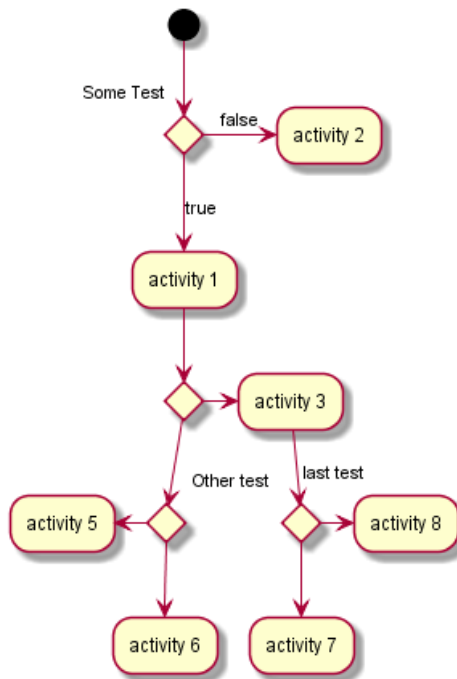 Some Test
false
activity 2
true
activity 1
activity 3
Other test
last test
activity 5
activity 8
activity 6
activity 7